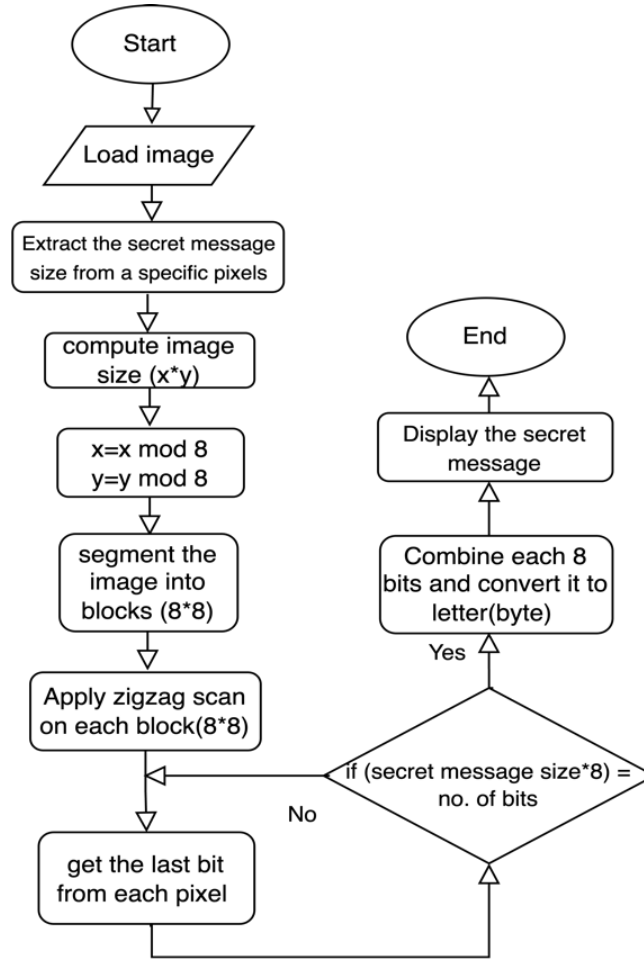 Start
Load image
Extract the secret message
size from a specific pixels
compute image
size (x*y)
x=x mod 8
y=y mod 8
segment the
image into
blocks (8*8)
Apply zigzag scan
on each block(8*8)
get the last bit
from each pixel
if (secret message size*8) =
no. of bits
No
Yes
Combine each 8
bits and convert it to
letter(byte)
Display the secret
message
End